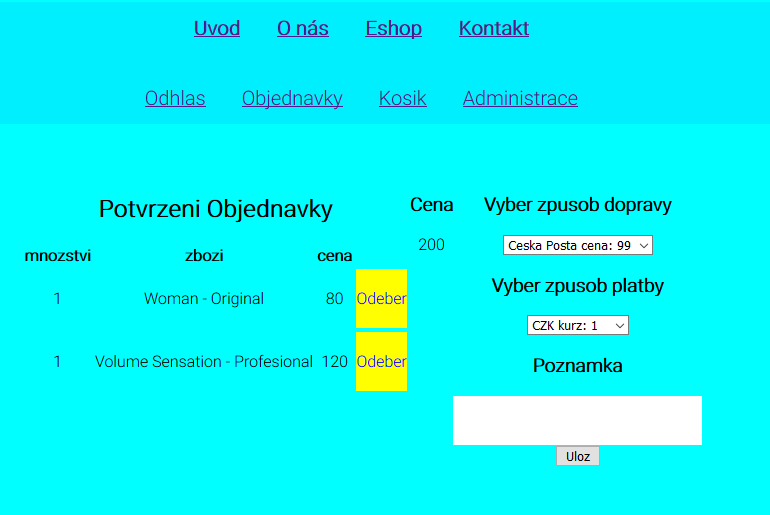 Uvod O nás Eshop Kontakt
Odhlas Objednavky Kosik Administrace
Potvrzeni Objednavky
mnozstvi zbozi cena
1 Woman - Original 80 Odeber
1 Volume Sensation - Profesional 120 Odeber
Cena
200
Vyber zpusob dopravy
Ceska Posta cena: 99
Vyber zpusob platby
CZK kurz: 1
Poznamka
Uloz